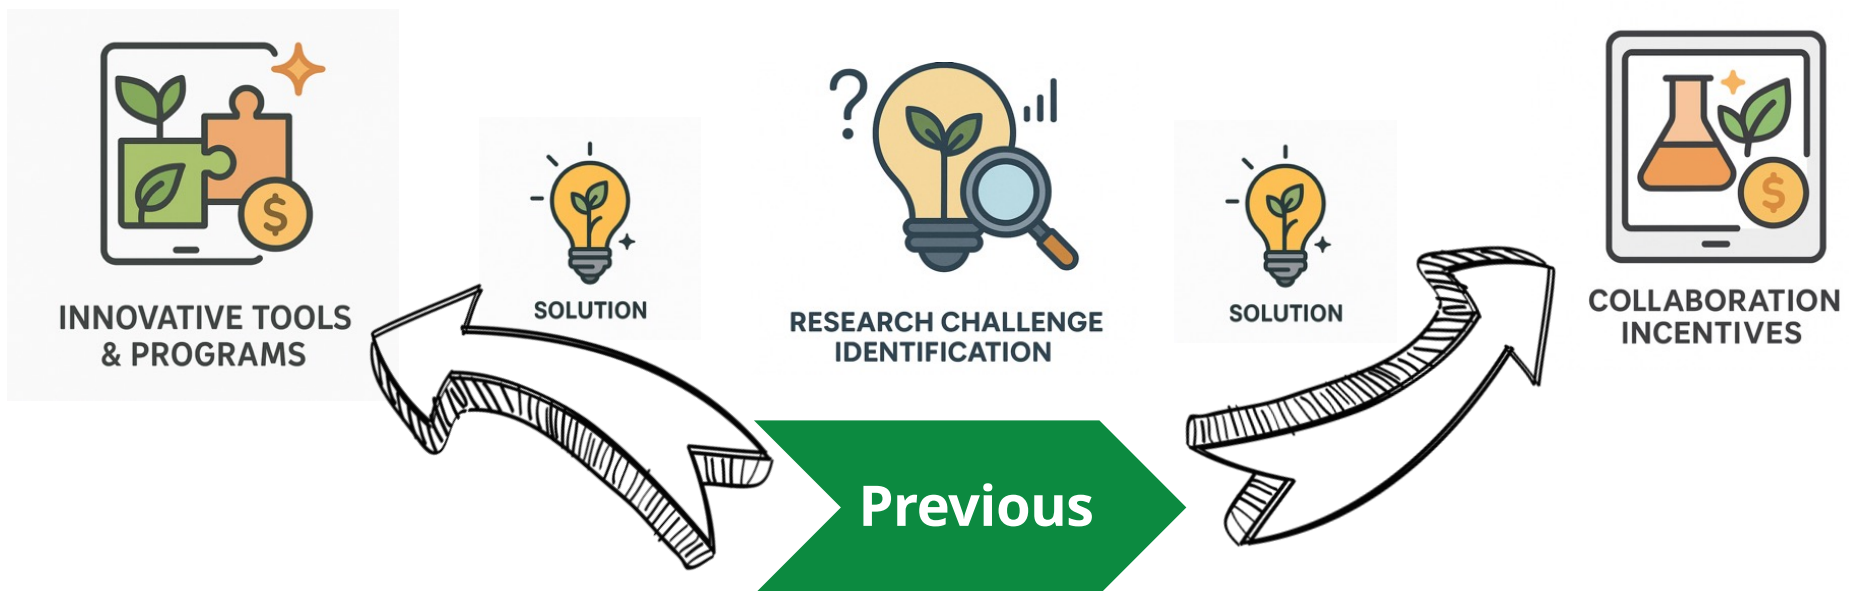 INNOVATIVE TOOLS
& PROGRAMS
SOLUTION
?
RESEARCH CHALLENGE
IDENTIFICATION
SOLUTION
COLLABORATION
INCENTIVES
$
$
Previous